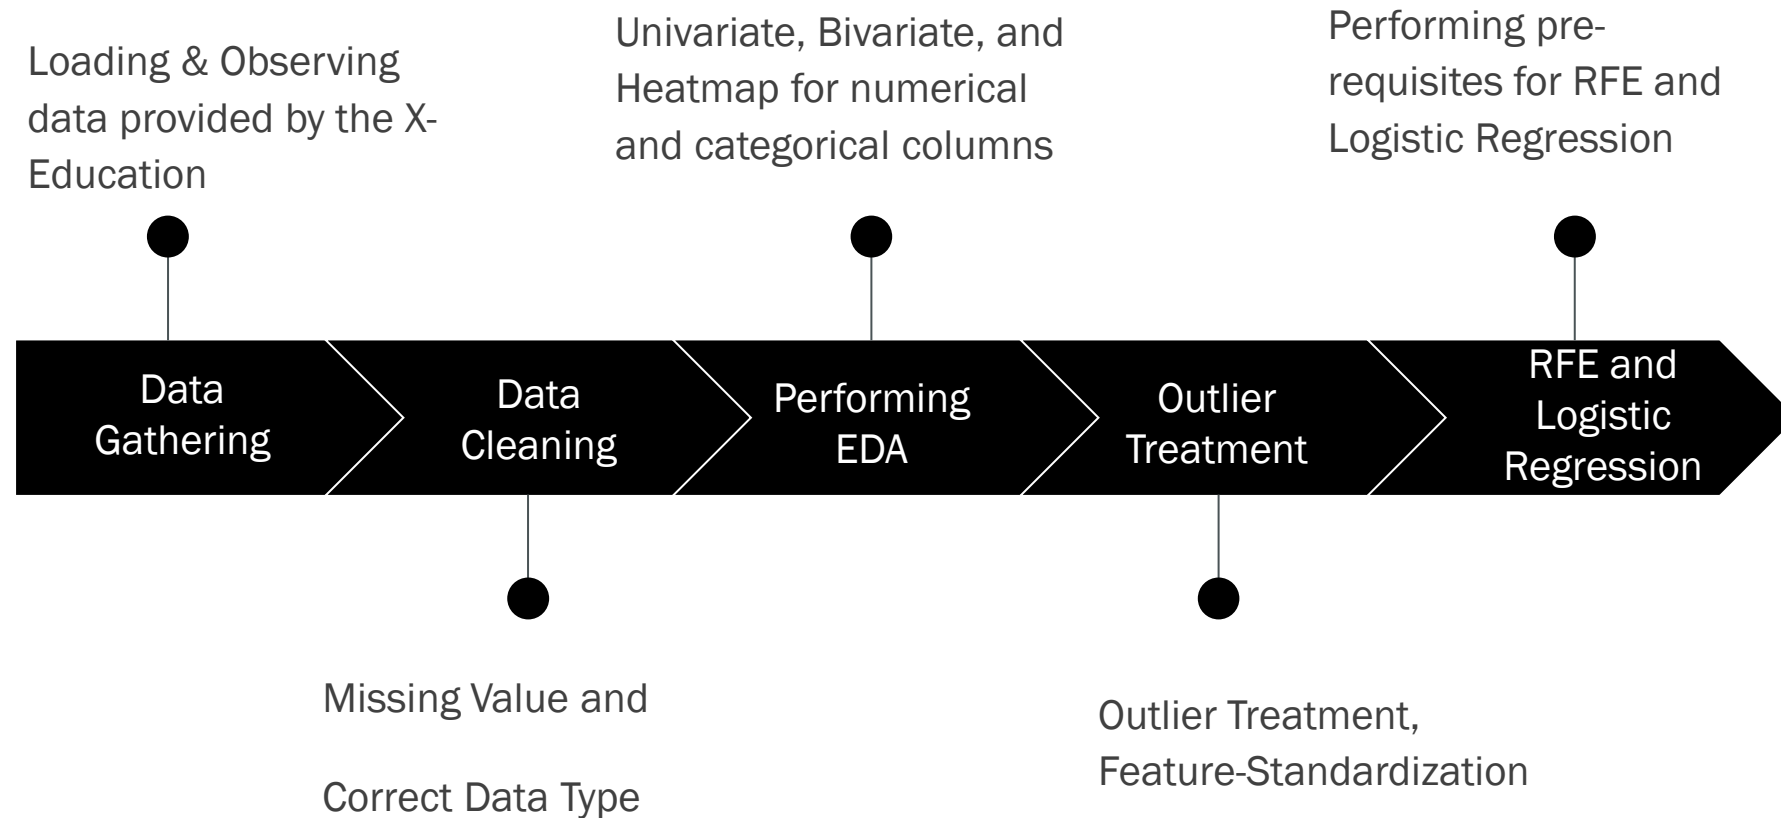 Loading & Observing
data provided by the X-
Education
Univariate, Bivariate, and
Heatmap for numerical
and categorical columns
Performing pre-
requisites for RFE and
Logistic Regression
Data
Gathering
Data
Cleaning
Performing
EDA
Outlier
Treatment
RFE and
Logistic
Regression
Missing Value and
Correct Data Type
Outlier Treatment,
Feature-Standardization